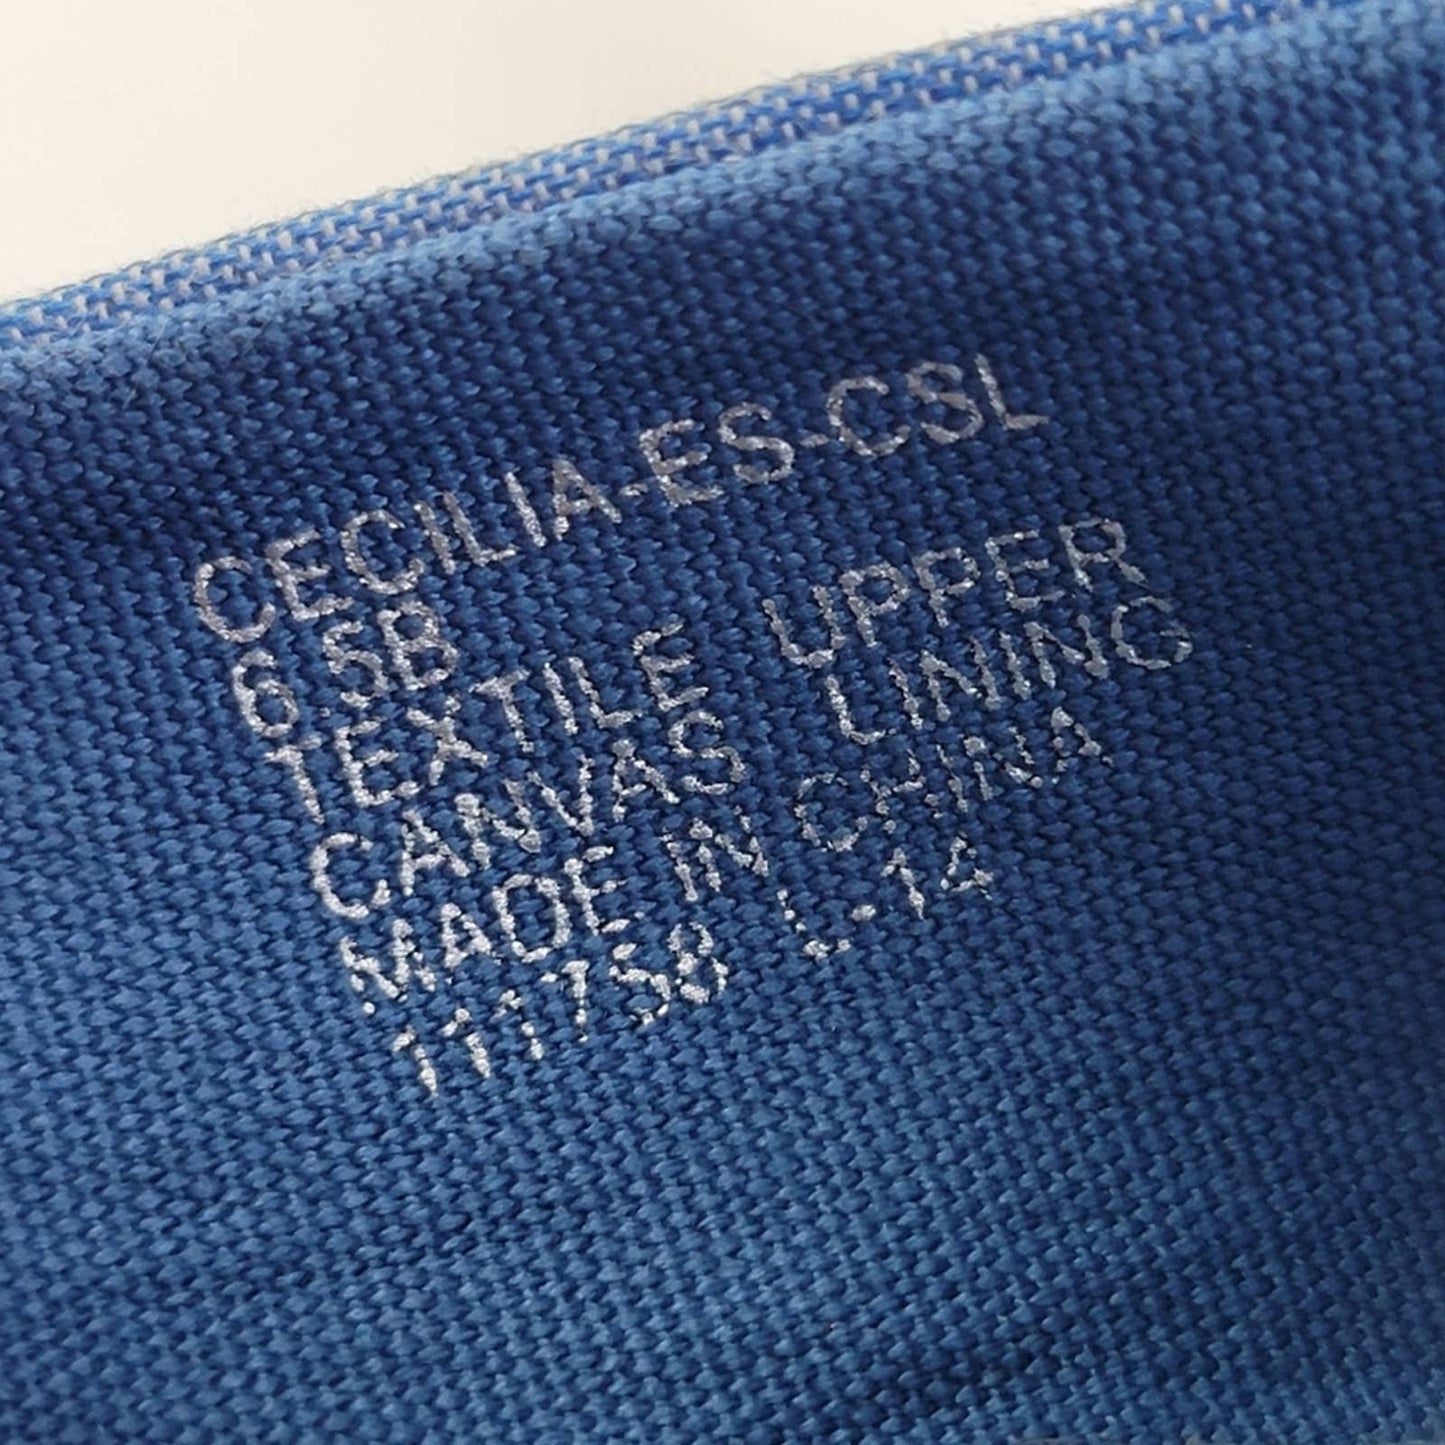 CECILIA-ES-CSL
6.5B
TEXTILE UPPER
CANVAS LINING
MADE IN CHINA
111758 L-14